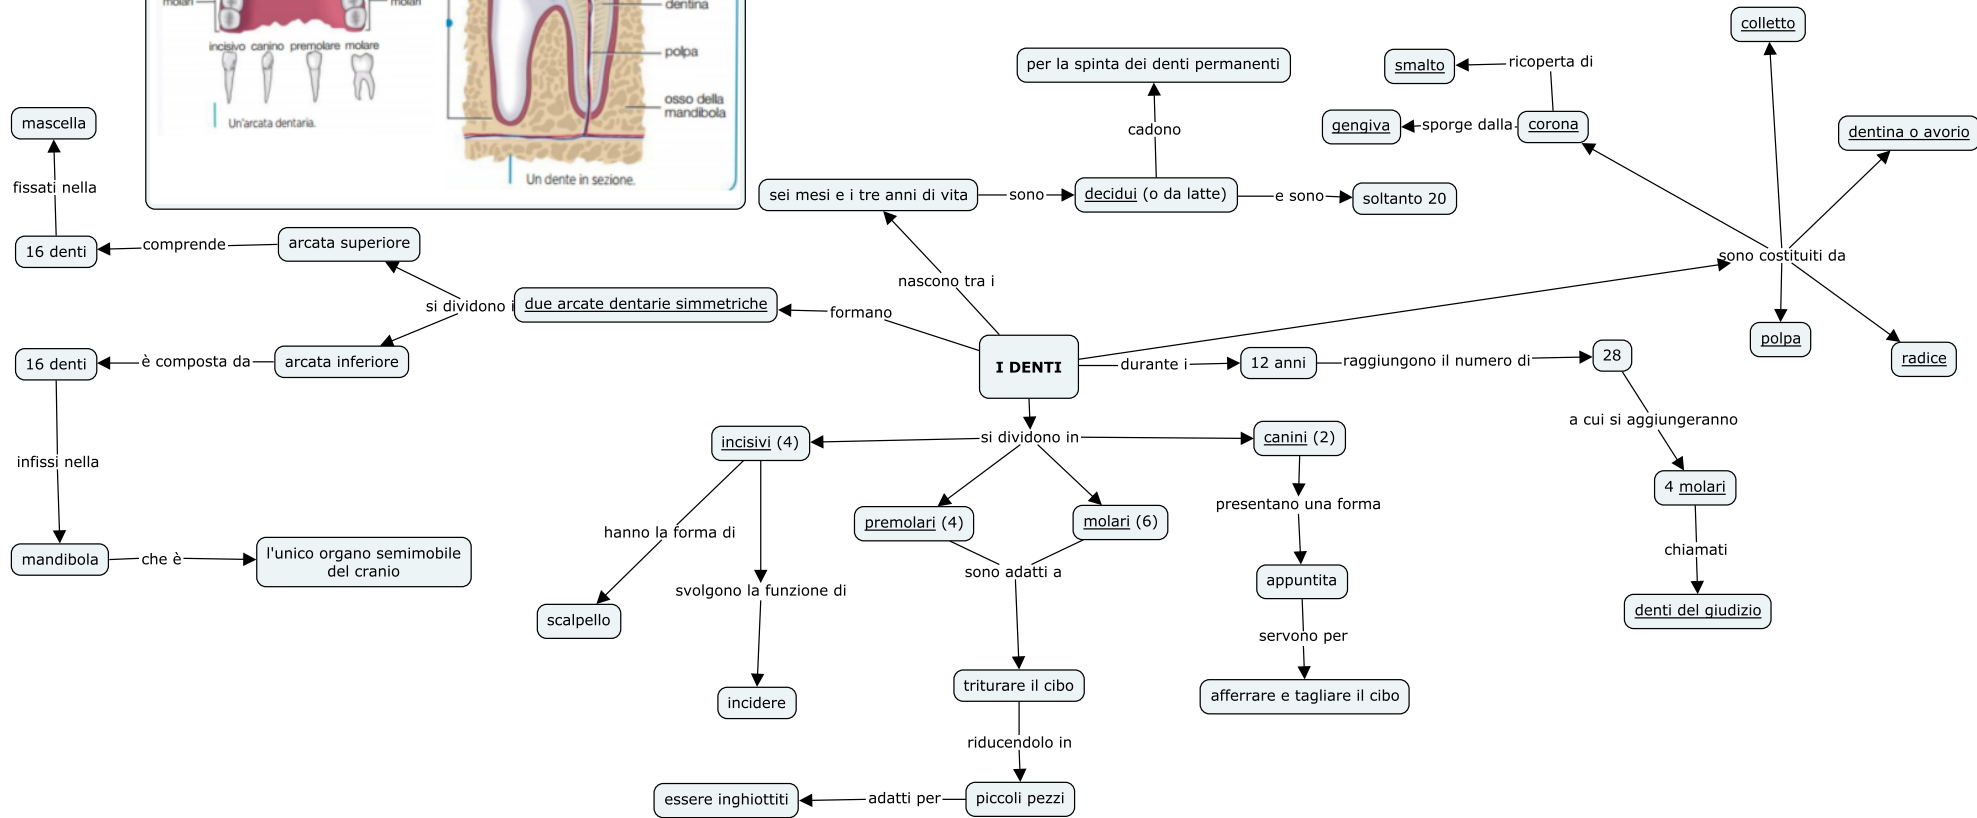 molari
molari
incisivo canino premolare molare
Un'arcata dentaria.
dentina
polpa
osso della
mandibola
Un dente in sezione.
colletto
per la spinta dei denti permanenti
smalto
ricoperta di
mascella
cadono
gengiva
sporge dalla
corona
dentina o avorio
fissati nella
sei mesi e i tre anni di vita
sono
decidui (o da latte)
e sono
soltanto 20
16 denti
comprende
arcata superiore
sono costituiti da
nascono tra i
si dividono i
due arcate dentarie simmetriche
formano
polpa
radice
16 denti
è composta da
arcata inferiore
I DENTI
durante i
12 anni
raggiungono il numero di
28
a cui si aggiungeranno
incisivi (4)
si dividono in
canini (2)
infissi nella
4 molari
presentano una forma
premolari (4)
molari (6)
hanno la forma di
mandibola
che è
l'unico organo semimobile
del cranio
sono adatti a
chiamati
svolgono la funzione di
appuntita
denti del giudizio
scalpello
servono per
triturare il cibo
afferrare e tagliare il cibo
incidere
riducendolo in
essere inghiottiti
adatti per
piccoli pezzi